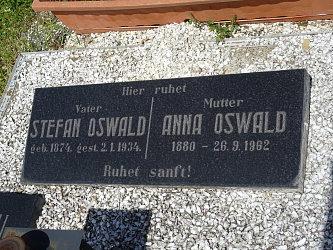 Hier ruhet
Vater
STEFAN OSWALD
geb. 1874. gest. 2.1.1934.
Mutter
ANNA OSWALD
1880 - 26.9.1962
Ruhet sanft!